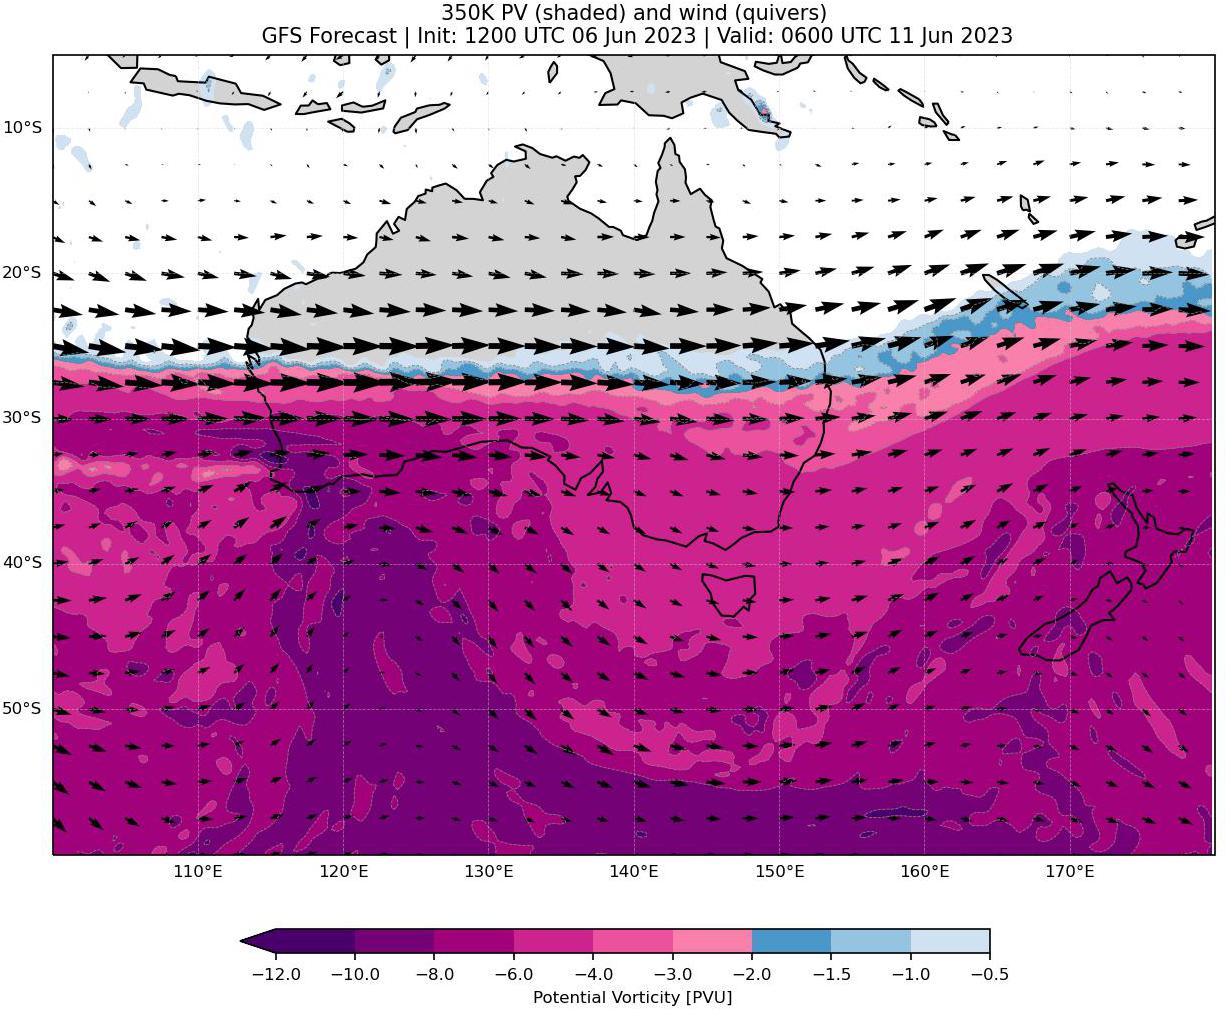 350K PV (shaded) and wind (quivers)
GFS Forecast | Init: 1200 UTC 06 Jun 2023 | Valid: 0600 UTC 11 Jun 2023
10°S
20°S
30°S
40°S
50°S
110°E 120°E 130°E 140°E 150°E 160°E 170°E
−12.0 −10.0 −8.0 −6.0 −4.0 −3.0 −2.0 −1.5 −1.0 −0.5
Potential Vorticity [PVU]